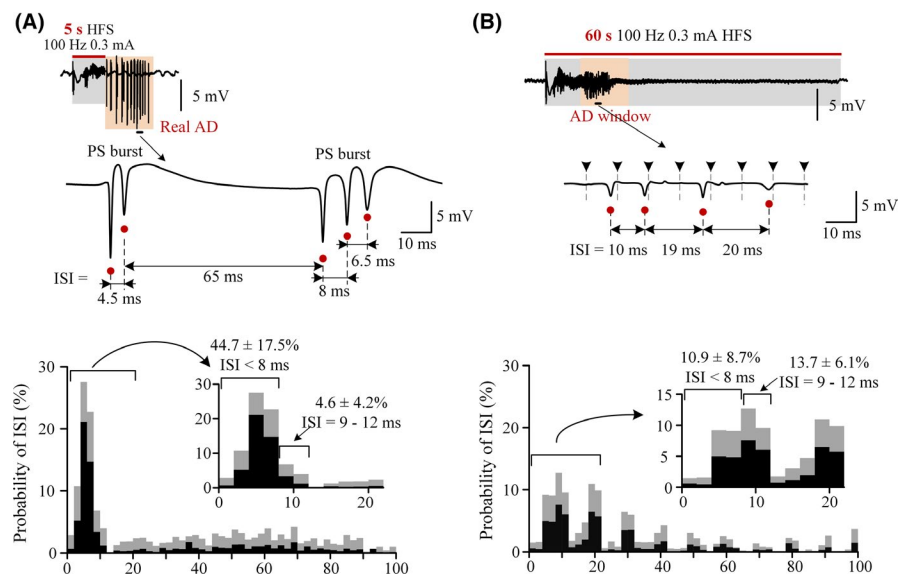 (A)
5 s HFS
100 Hz 0.3 mA
5 mV
Real AD
PS burst
PS burst
5 mV
10 ms
6.5 ms
65 ms
8 ms
ISI =
4.5 ms
44.7 ± 17.5%
ISI < 8 ms
4.6 ± 4.2%
ISI = 9 - 12 ms
Probability of ISI (%)
30
20
10
0
30
20
10
0
0
10
20
0
20
40
60
80
100
(B)
60 s 100 Hz 0.3 mA HFS
5 mV
AD window
5 mV
10 ms
ISI = 10 ms
19 ms
20 ms
10.9 ± 8.7%
ISI < 8 ms
13.7 ± 6.1%
ISI = 9 - 12 ms
Probability of ISI (%)
30
20
10
0
15
10
5
0
0
10
20
0
20
40
60
80
100